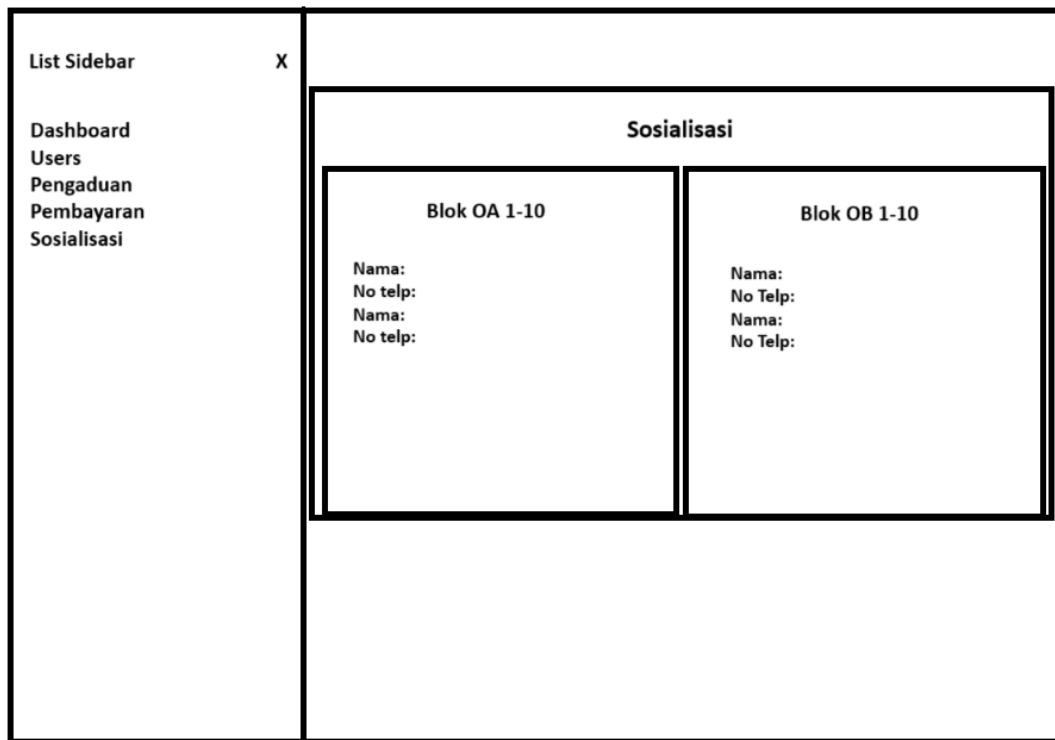 List Sidebar X
Dashboard
Users
Pengaduan
Pembayaran
Sosialisasi
Sosialisasi
Blok OA 1-10
Nama:
No telp:
Nama:
No telp:
Blok OB 1-10
Nama:
No Telp:
Nama:
No Telp: